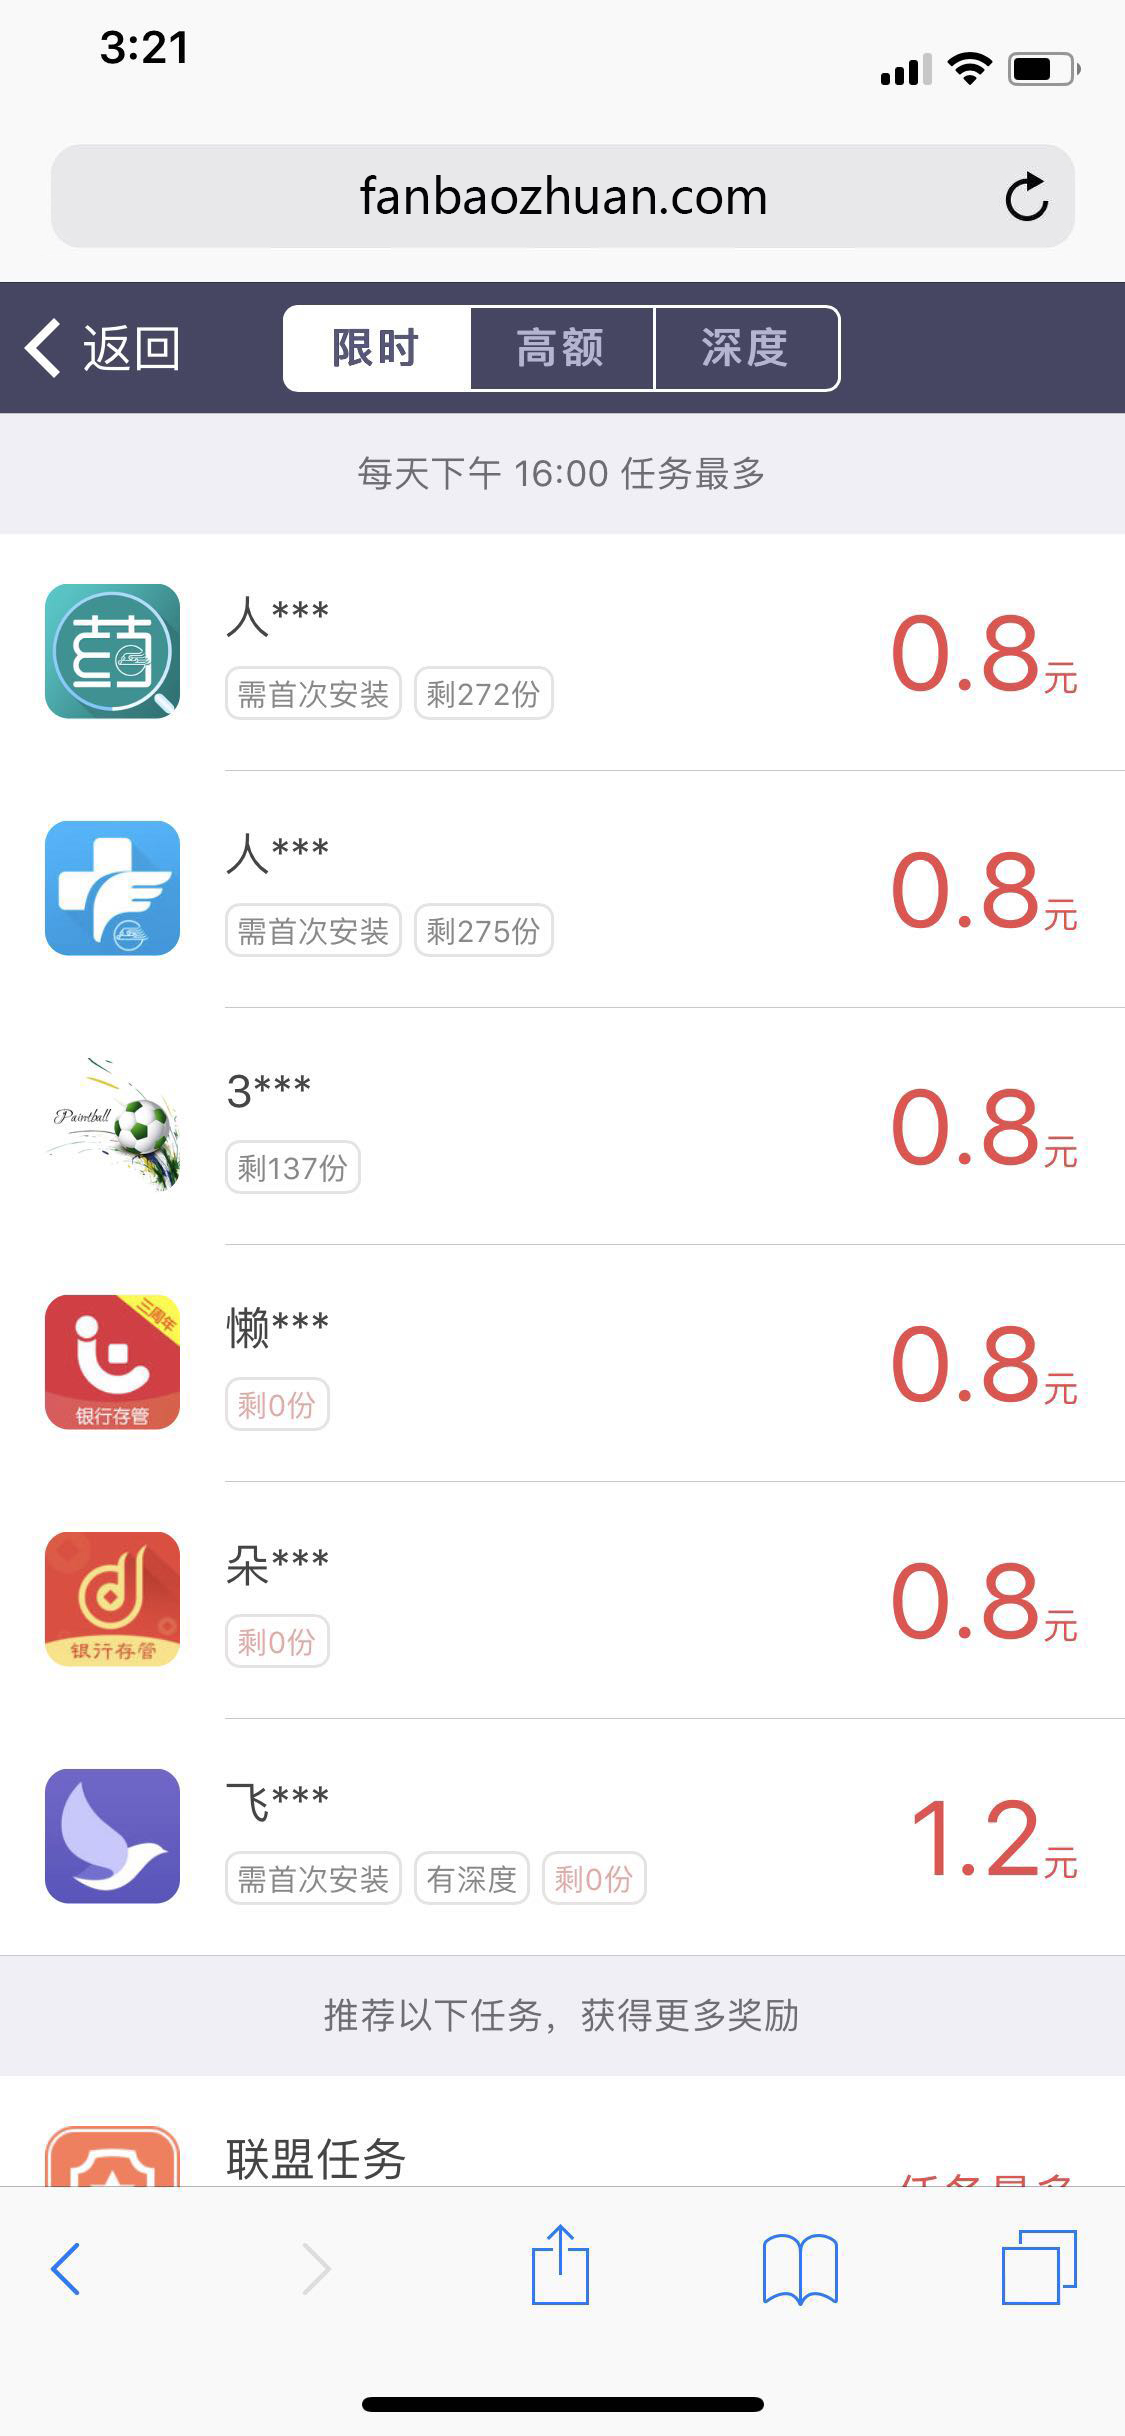 3:21
fanbaozhuan.com
返回
限时
高额
深度
每天下午 16:00 任务最多
药
人***
需首次安装
剩272份
0.8元
人***
需首次安装
剩275份
0.8元
Paintball
3***
剩137份
0.8元
三周年
银行存管
懒***
剩0份
0.8元
银行存管
朵***
剩0份
0.8元
飞***
需首次安装
有深度
剩0份
1.2元
推荐以下任务，获得更多奖励
联盟任务
任务最多